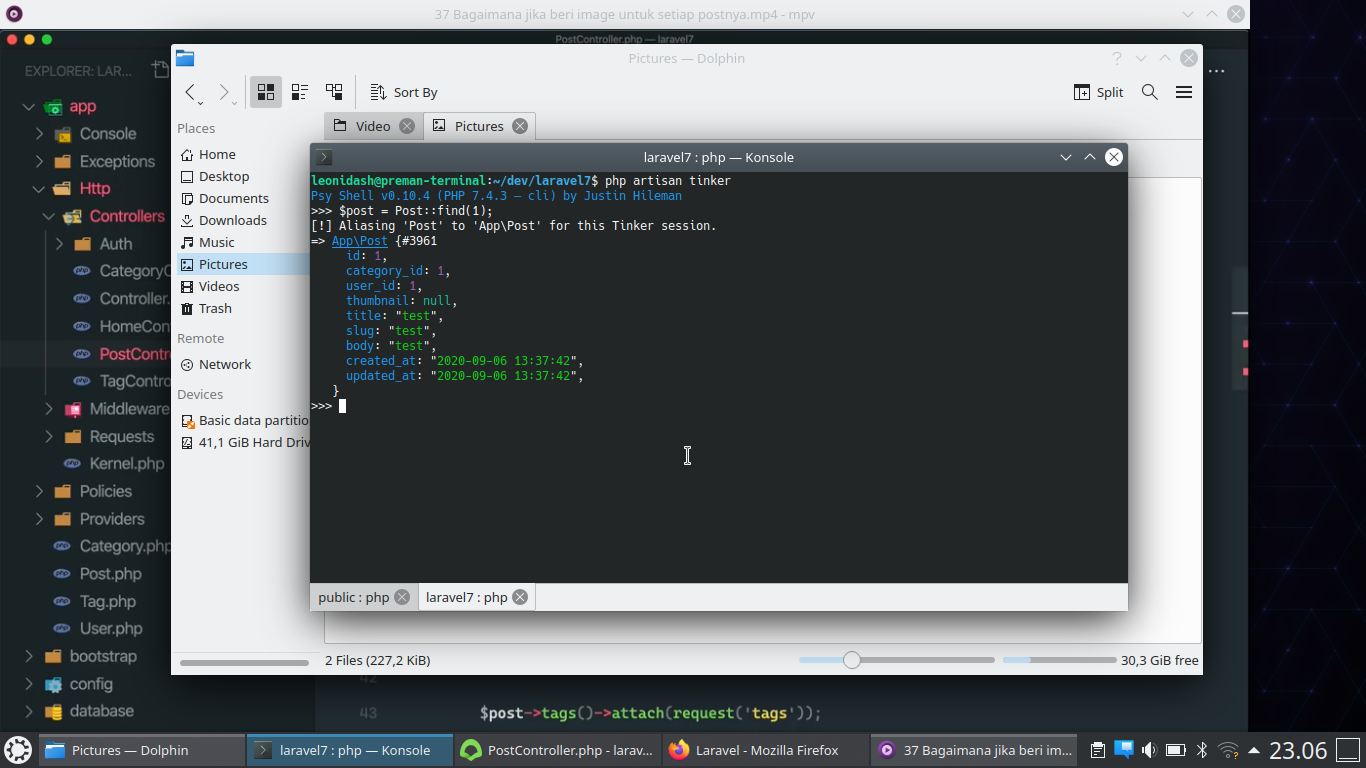 37 Bagaimana jika beri image untuk setiap postnya.mp4 - mpv
PostController.php — laravel7
EXPLORER: LAR...
app
Console
Exceptions
Http
Controllers
Auth
CategoryC
Controller.
HomeCon
PostContr
TagContro
Middleware
Requests
Kernel.php
Policies
Providers
Category.php
Post.php
Tag.php
User.php
bootstrap
config
database
Pictures — Dolphin
Sort By
Split
Places
Home
Desktop
Documents
Downloads
Music
Pictures
Videos
Trash
Remote
Network
Devices
Basic data partitio
41,1 GiB Hard Driv
Video
Pictures
laravel7 : php — Konsole
leonidash@preman-terminal:~/dev/laravel7$ php artisan tinker
Psy Shell v0.10.4 (PHP 7.4.3 — cli) by Justin Hileman
>>> $post = Post::find(1);
[!] Aliasing 'Post' to 'App\Post' for this Tinker session.
=> App\Post {#3961
id: 1,
category_id: 1,
user_id: 1,
thumbnail: null,
title: "test",
slug: "test",
body: "test",
created_at: "2020-09-06 13:37:42",
updated_at: "2020-09-06 13:37:42",
}
>>>
public : php
laravel7 : php
2 Files (227,2 KiB)
30,3 GiB free
42
43 $post->tags()->attach(request('tags'));
Pictures — Dolphin
laravel7 : php — Konsole
PostController.php - larav...
Laravel - Mozilla Firefox
37 Bagaimana jika beri im...
23.06